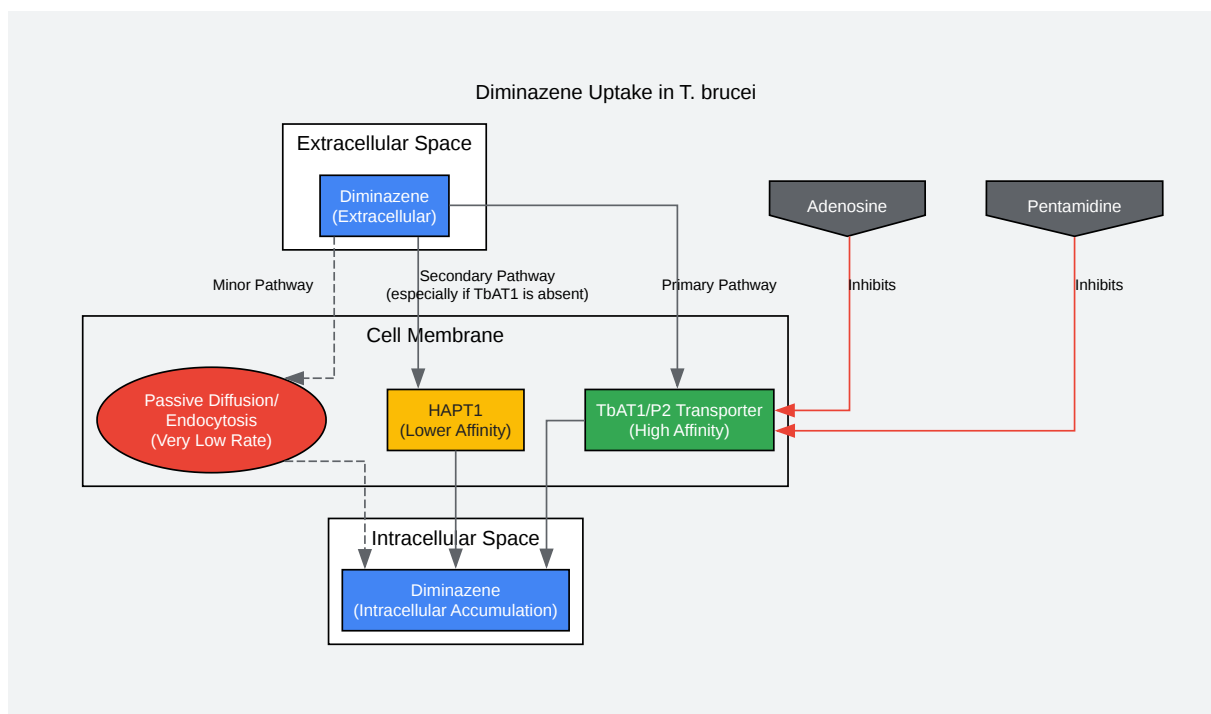 Diminazene Uptake in T. brucei
Extracellular Space
Diminazene
(Extracellular)
Adenosine
Pentamidine
Minor Pathway
Secondary Pathway
(especially if TbAT1 is absent)
Primary Pathway
Inhibits
Inhibits
Cell Membrane
Passive Diffusion/
Endocytosis
(Very Low Rate)
HAPT1
(Lower Affinity)
TbAT1/P2 Transporter
(High Affinity)
Intracellular Space
Diminazene
(Intracellular Accumulation)